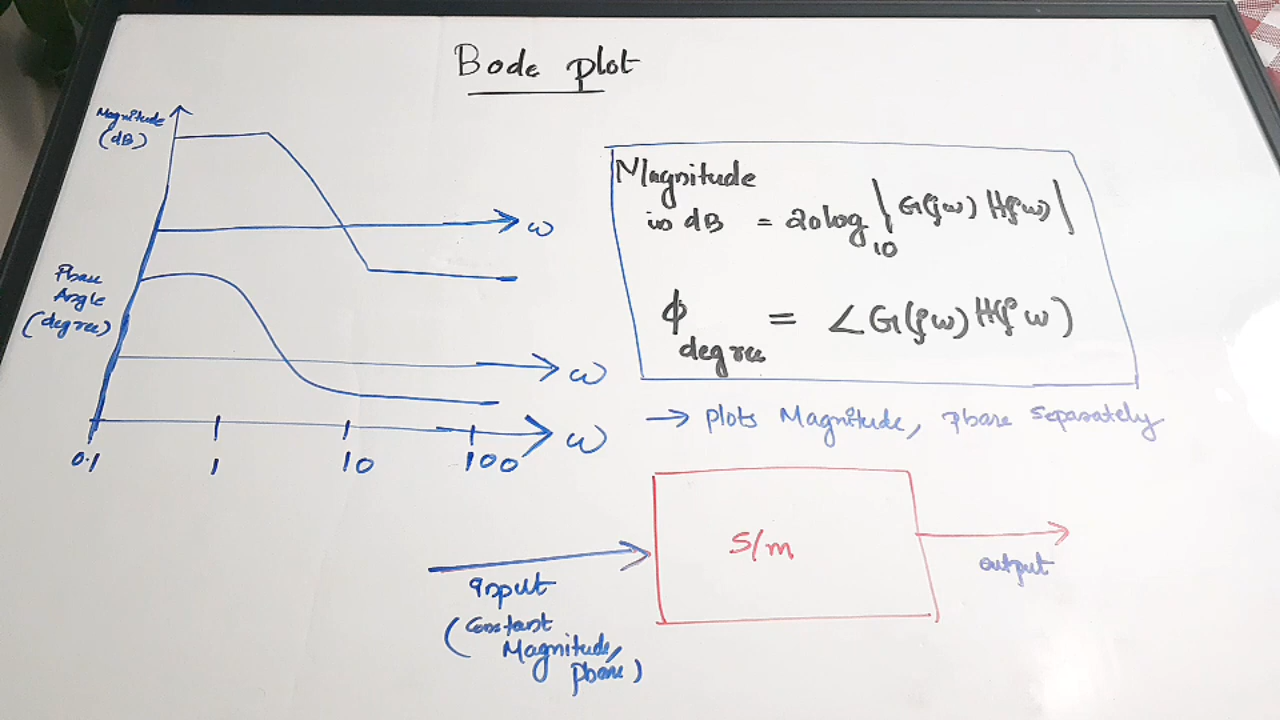 Bode plot
Magnitude
(dB)
ω
Phase
Angle
(degree)
ω
ω
0.1 1 10 100
Magnitude
in dB = 20log10 |G(jω) H(jω)|
ϕdegree = ∠G(jω) H(jω)
→ Plots Magnitude, Phase separately
S/m
Input
(Constant
Magnitude,
phase)
output